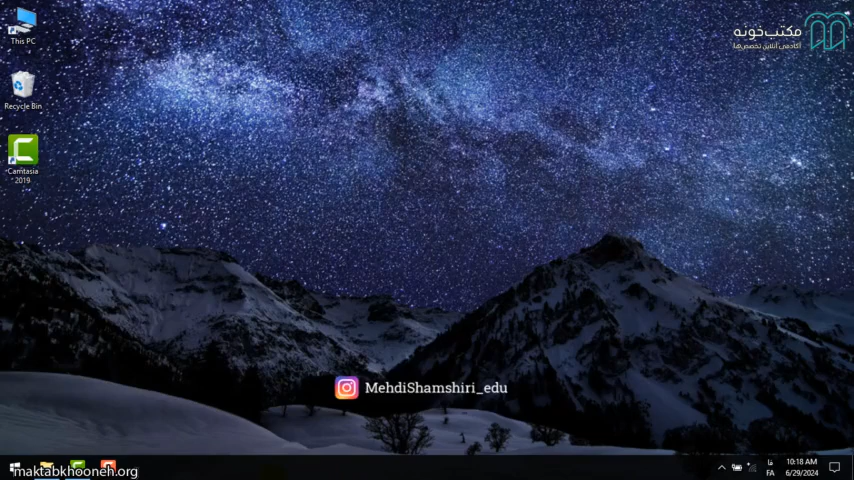 This PC
Recycle Bin
Camtasia
2019
مکتب‌خونه
آکادمی آنلاین تخصص‌ها
MehdiShamshiri_edu
maktabkhooneh.org
فا
FA
10:18 AM
6/29/2024